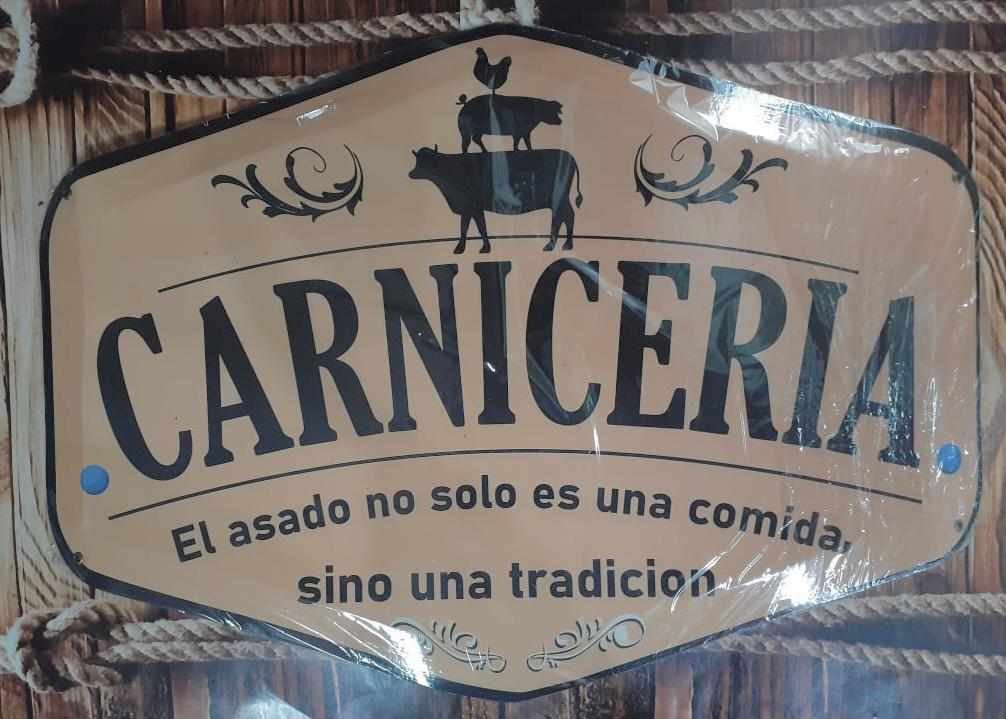 CARNICERIA
El asado no solo es una comida,
sino una tradicion